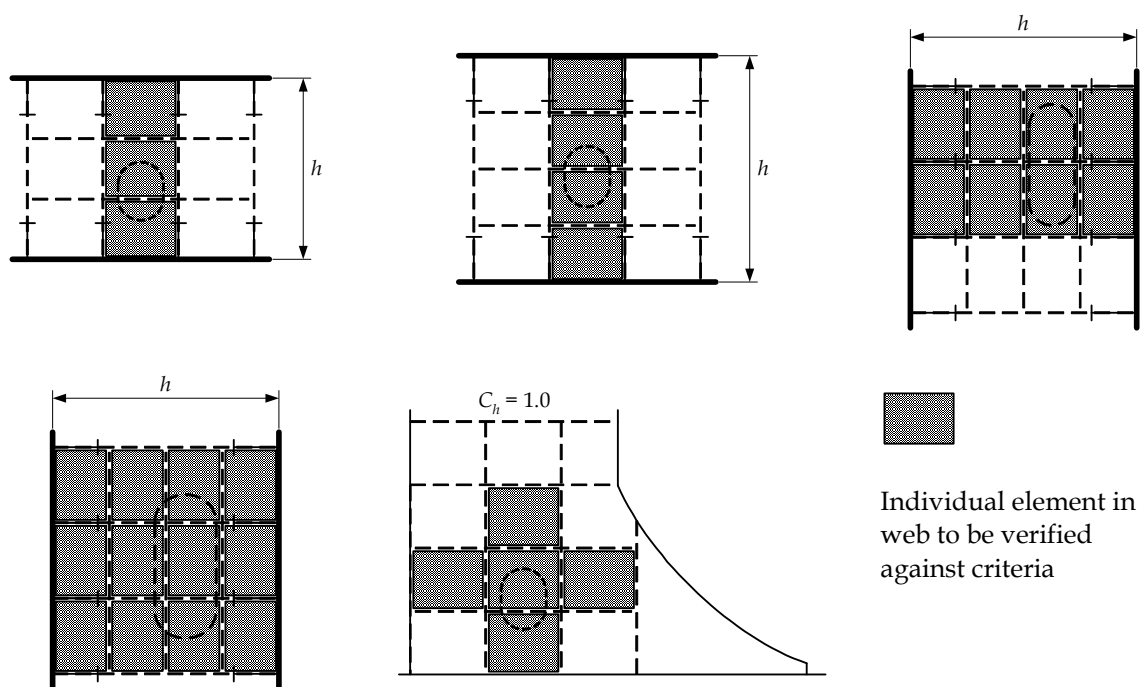 h
h
h
h
C_h = 1.0
Individual element in
web to be verified
against criteria